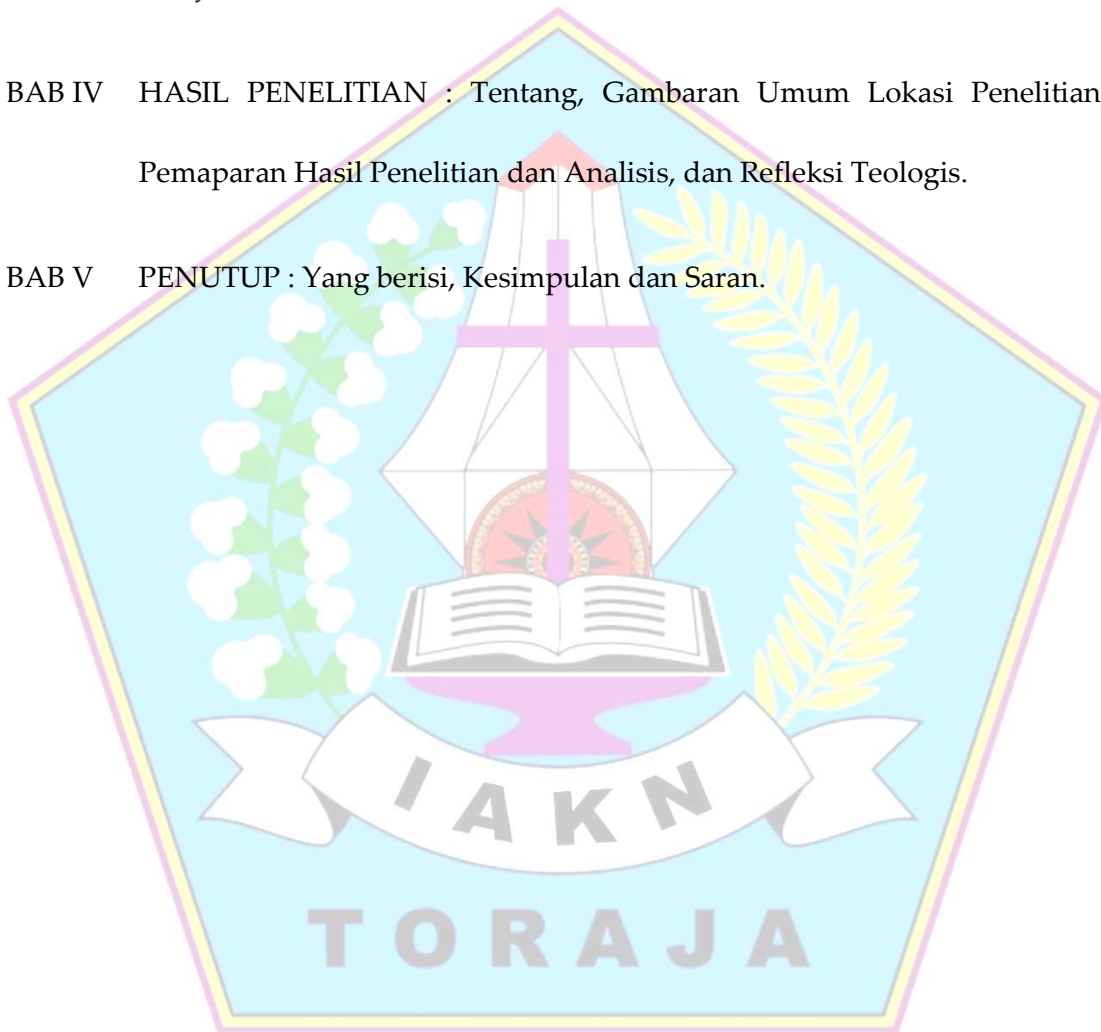 BAB IV HASIL PENELITIAN : Tentang, Gambaran Umum Lokasi Penelitian
Pemaparan Hasil Penelitian dan Analisis, dan Refleksi Teologis.
BAB V PENUTUP : Yang berisi, Kesimpulan dan Saran.
IAKN
TORAJA